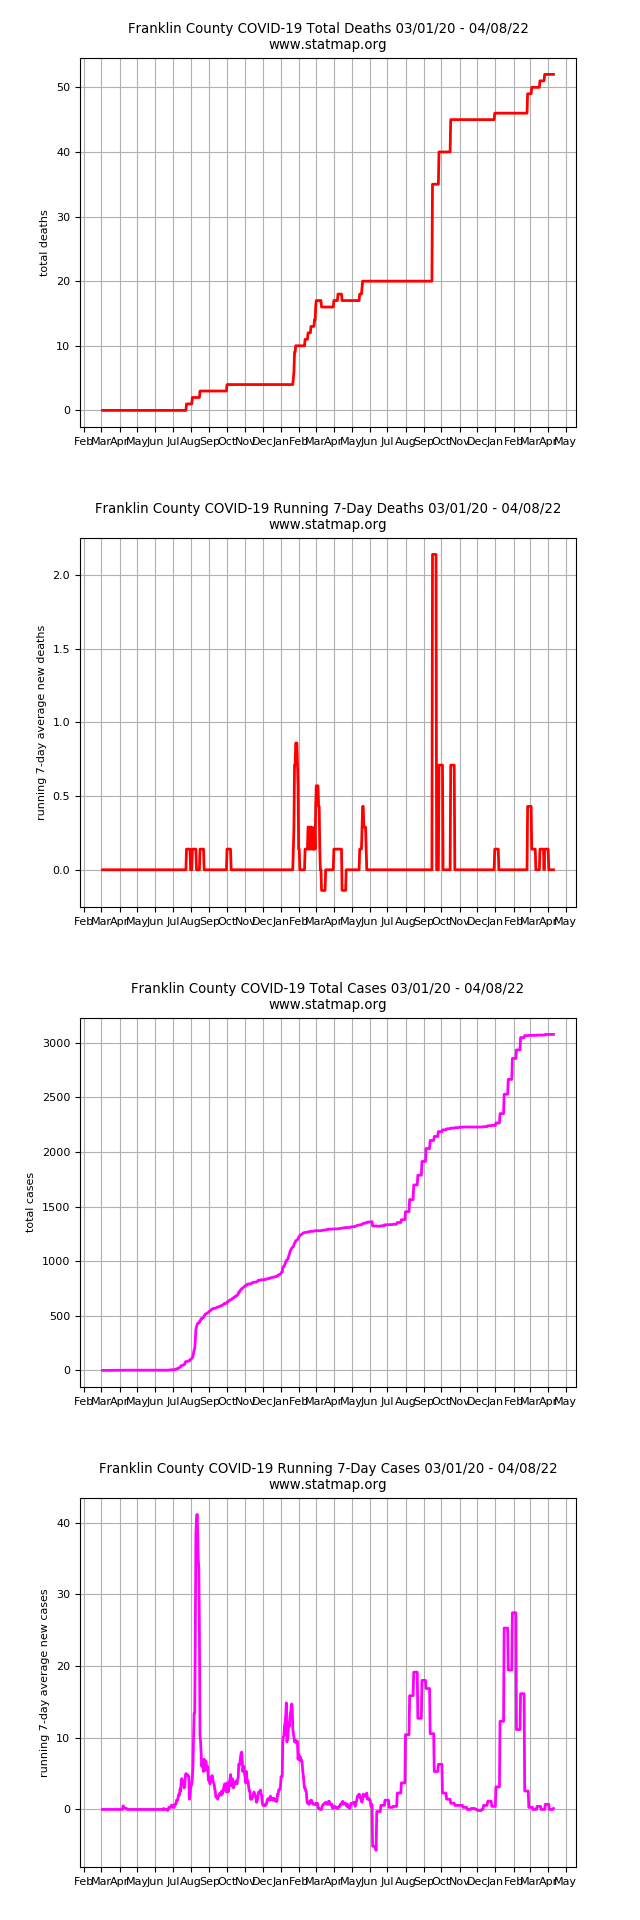 Franklin County COVID-19 Total Deaths 03/01/20 - 04/08/22
www.statmap.org
50
40
30
20
10
0
total deaths
Feb Mar Apr May Jun Jul Aug Sep Oct Nov Dec Jan Feb Mar Apr May Jun Jul Aug Sep Oct Nov Dec Jan Feb Mar Apr May
Franklin County COVID-19 Running 7-Day Deaths 03/01/20 - 04/08/22
www.statmap.org
2.0
1.5
1.0
0.5
0.0
running 7-day average new deaths
Feb Mar Apr May Jun Jul Aug Sep Oct Nov Dec Jan Feb Mar Apr May Jun Jul Aug Sep Oct Nov Dec Jan Feb Mar Apr May
Franklin County COVID-19 Total Cases 03/01/20 - 04/08/22
www.statmap.org
3000
2500
2000
1500
1000
500
0
total cases
Feb Mar Apr May Jun Jul Aug Sep Oct Nov Dec Jan Feb Mar Apr May Jun Jul Aug Sep Oct Nov Dec Jan Feb Mar Apr May
Franklin County COVID-19 Running 7-Day Cases 03/01/20 - 04/08/22
www.statmap.org
40
30
20
10
0
running 7-day average new cases
Feb Mar Apr May Jun Jul Aug Sep Oct Nov Dec Jan Feb Mar Apr May Jun Jul Aug Sep Oct Nov Dec Jan Feb Mar Apr May